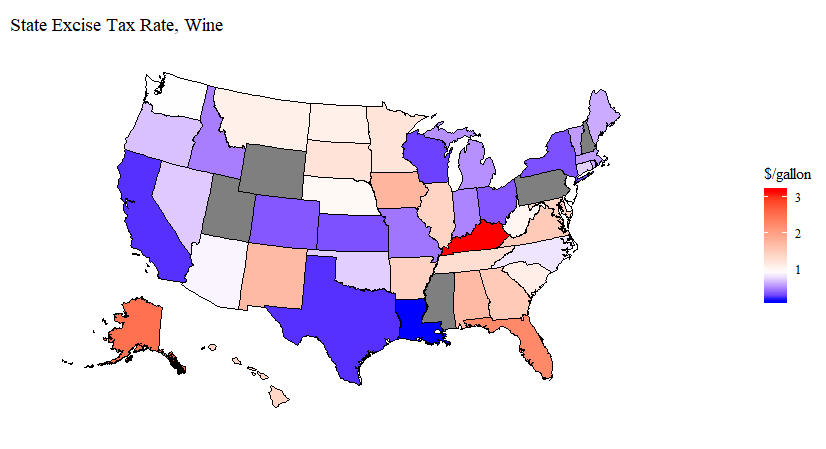 State Excise Tax Rate, Wine
$/gallon
3
2
1